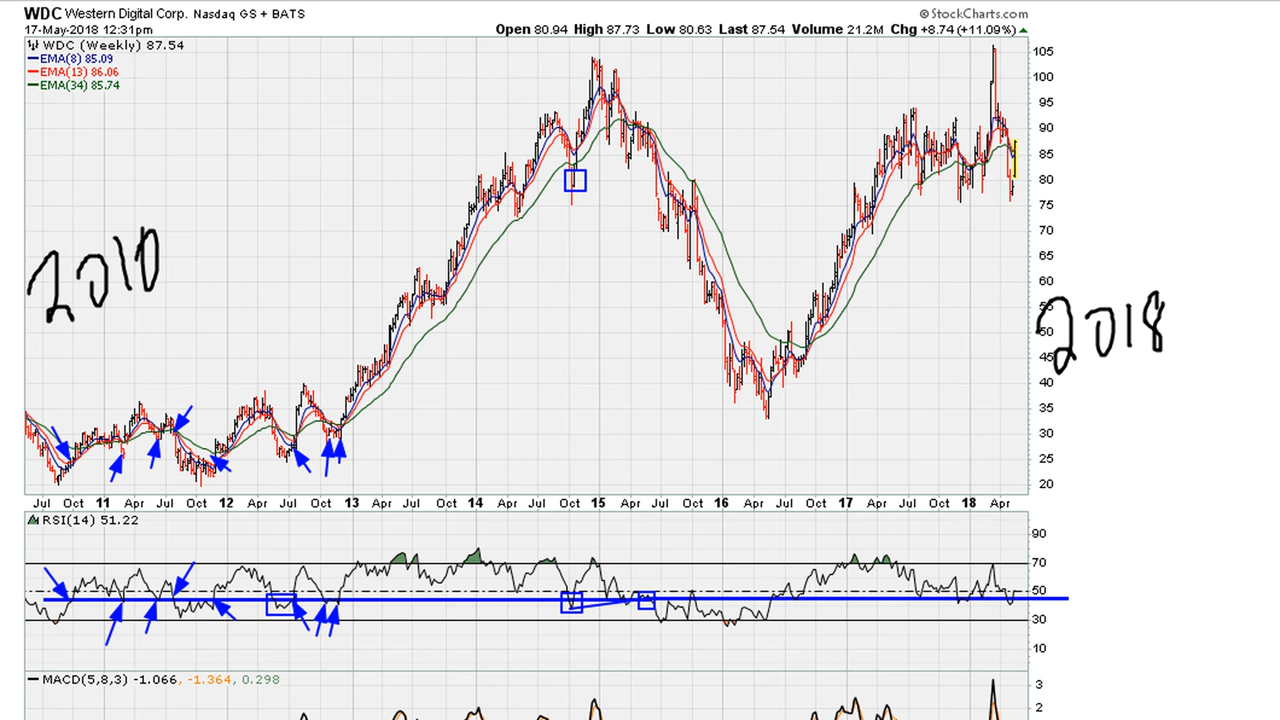 WDC Western Digital Corp. Nasdaq GS + BATS
© StockCharts.com
17-May-2018 12:31pm
Open 80.94 High 87.73 Low 80.63 Last 87.54 Volume 21.2M Chg +8.74 (+11.09%)
WDC (Weekly) 87.54
EMA(8) 85.09
EMA(13) 86.06
EMA(34) 85.74
105
100
95
90
85
80
75
70
65
60
55
50
45
40
35
30
25
20
2010
2018
Jul Oct 11 Apr Jul Oct 12 Apr Jul Oct 13 Apr Jul Oct 14 Apr Jul Oct 15 Apr Jul Oct 16 Apr Jul Oct 17 Apr Jul Oct 18 Apr
RSI(14) 51.22
90
70
50
30
10
MACD(5,8,3) -1.066, -1.364, 0.298
3
2